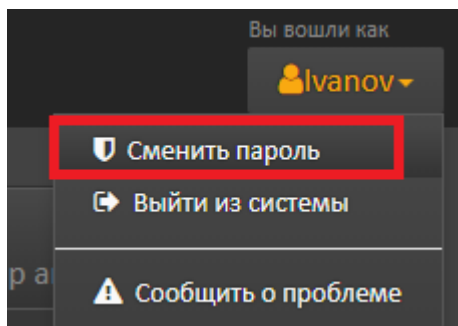 Вы вошли как
Ivanov
Сменить пароль
Выйти из системы
р а
Сообщить о проблеме